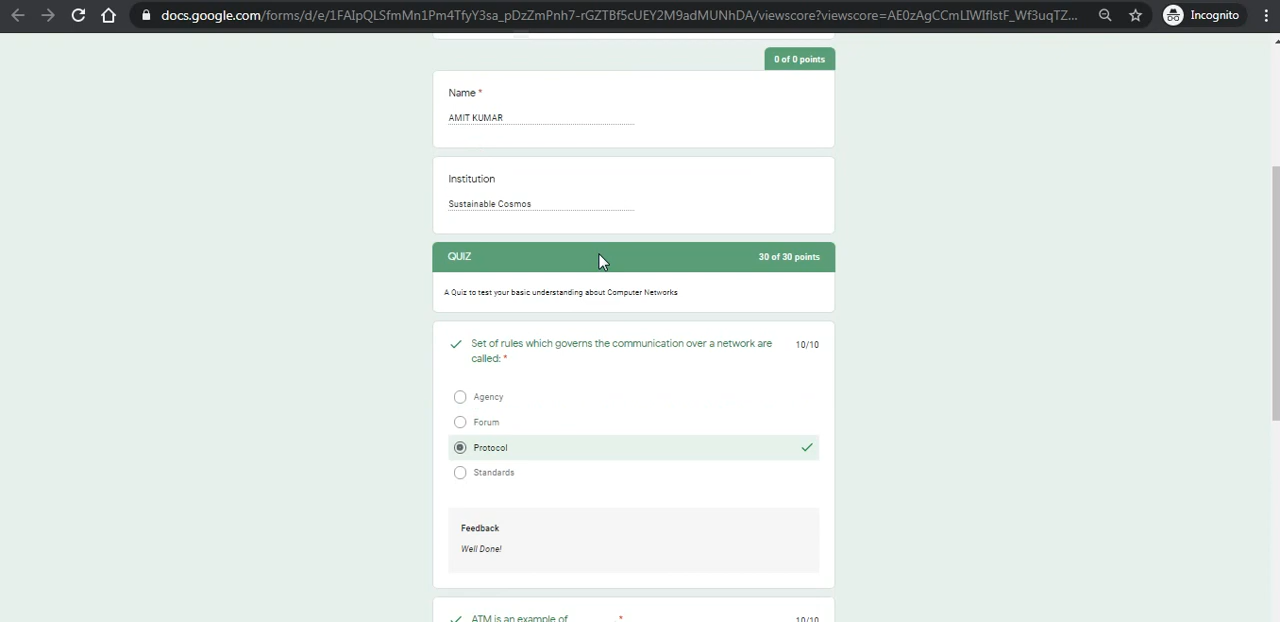 docs.google.com/forms/d/e/1FAIpQLSfmMn1Pm4TfyY3sa_pDzZmPnh7-rGZTBf5cUEY2M9adMUNhDA/viewscore?viewscore=AE0zAgCCmLIWIflstF_Wf3uqTZ... Incognito
0 of 0 points
Name *
AMIT KUMAR
Institution
Sustainable Cosmos
QUIZ 30 of 30 points
A Quiz to test your basic understanding about Computer Networks
Set of rules which governs the communication over a network are 10/10
called: *
Agency
Forum
Protocol
Standards
Feedback
Well Done!
ATM is an example of * 10/10